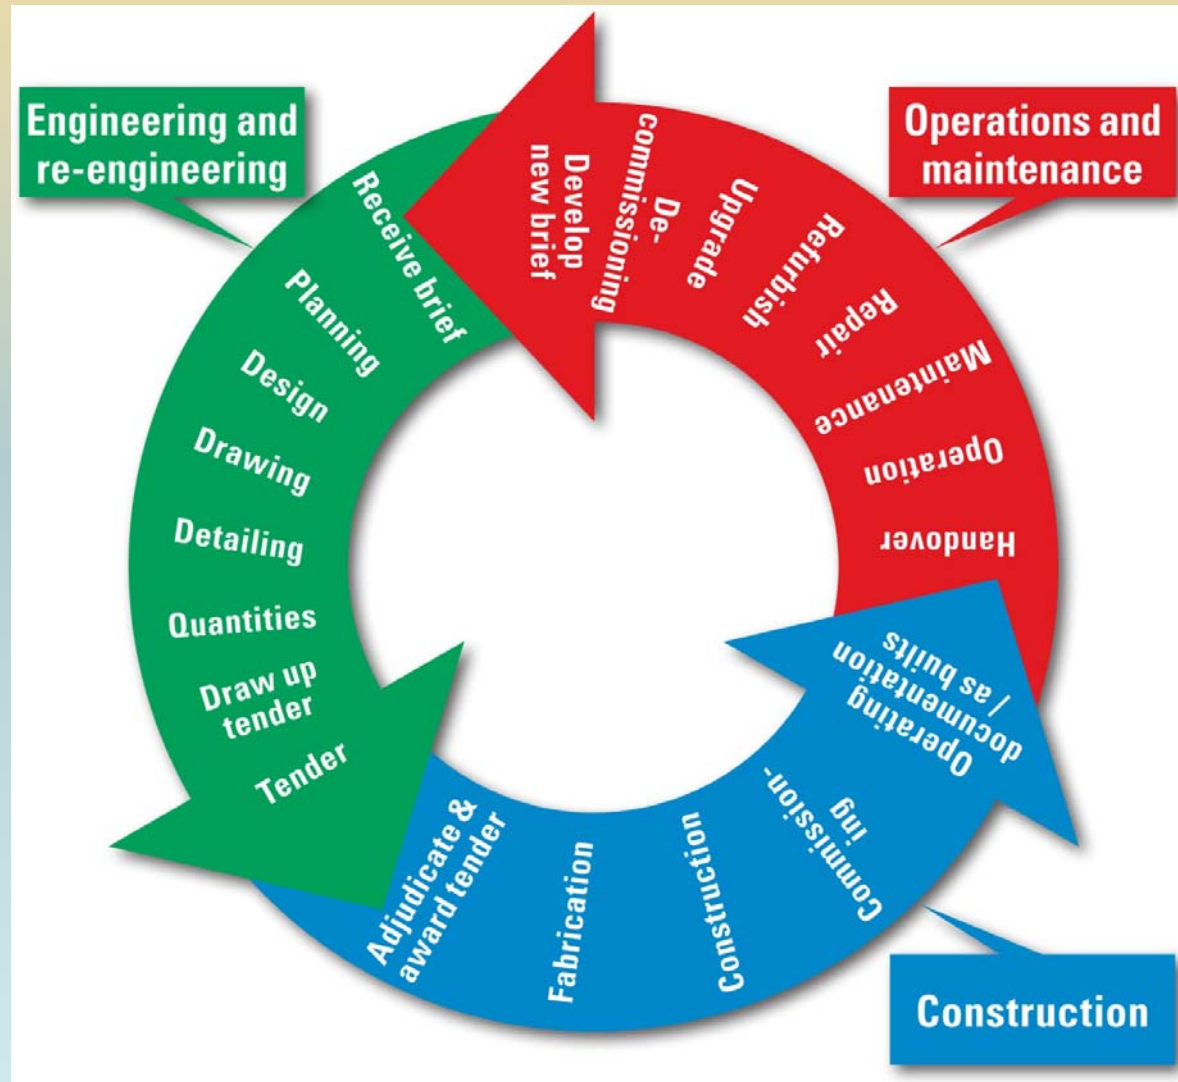 Engineering and
re-engineering
Operations and
maintenance
Receive brief
Planning
Design
Drawing
Detailing
Quantities
Draw up
tender
Tender
Adjudicate &
award tender
Fabrication
Construction
Commission-
ing
Operating
documentation
/ as builts
Handover
Operation
Maintenance
Repair
Refurbish
Upgrade
De-
commissioning
Develop
new brief
Construction